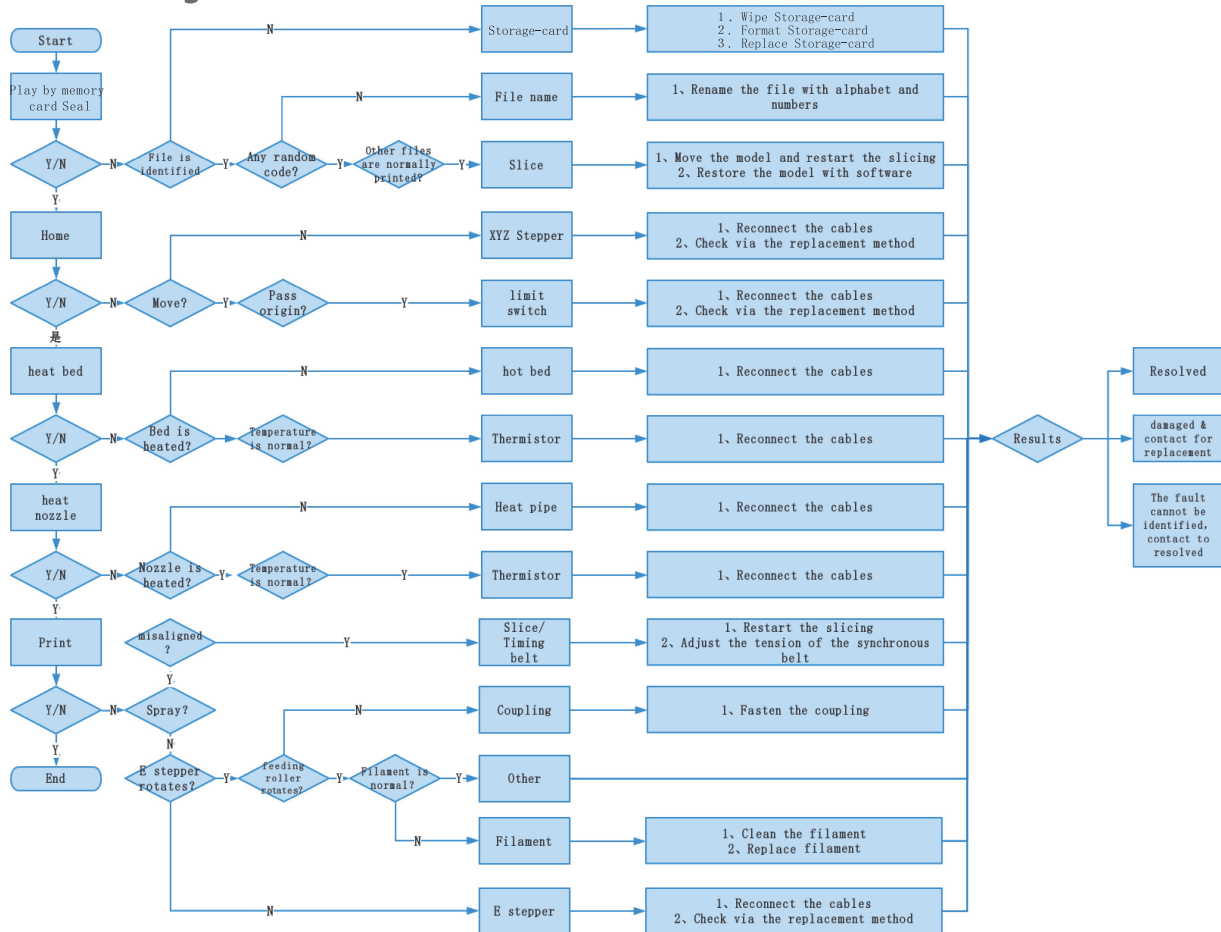 Start
N
Storage-card
1. Wipe Storage-card
2. Format Storage-card
3. Replace Storage-card
Play by memory
card Seal
N
File name
1、Rename the file with alphabet and
numbers
Y/N
N
File is
identified
Y
Any random
code?
Y
Other files
are normally
printed?
Y
Slice
1、Move the model and restart the slicing
2、Restore the model with software
Y
Home
N
XYZ Stepper
1、Reconnect the cables
2、Check via the replacement method
Y/N
N
Move?
Y
Pass
origin?
Y
limit
switch
1、Reconnect the cables
2、Check via the replacement method
是
heat bed
N
hot bed
1、Reconnect the cables
Resolved
Y/N
N
Bed is
heated?
Temperature
is normal?
Thermistor
1、Reconnect the cables
Results
damaged &
contact for
replacement
Y
heat
nozzle
N
Heat pipe
1、Reconnect the cables
The fault
cannot be
identified,
contact to
resolved
Y/N
N
Nozzle is
heated?
Y
Temperature
is normal?
Y
Thermistor
1、Reconnect the cables
Y
Print
misaligned
?
Y
Slice/
Timing
belt
1、Restart the slicing
2、Adjust the tension of the synchronous
belt
Y
Y/N
N
Spray?
N
Coupling
1、Fasten the coupling
Y
N
End
E stepper
rotates?
Y
feeding
roller
rotates?
Y
Filament is
normal?
Y
Other
N
Filament
1、Clean the filament
2、Replace filament
N
E stepper
1、Reconnect the cables
2、Check via the replacement method